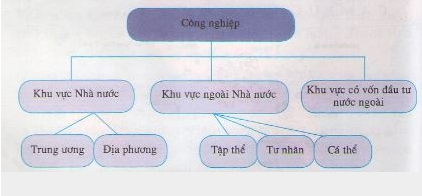 Công nghiệp
Khu vực Nhà nước
Khu vực ngoài Nhà nước
Khu vực có vốn đầu tư
nước ngoài
Trung ương
Địa phương
Tập thể
Tư nhân
Cá thể